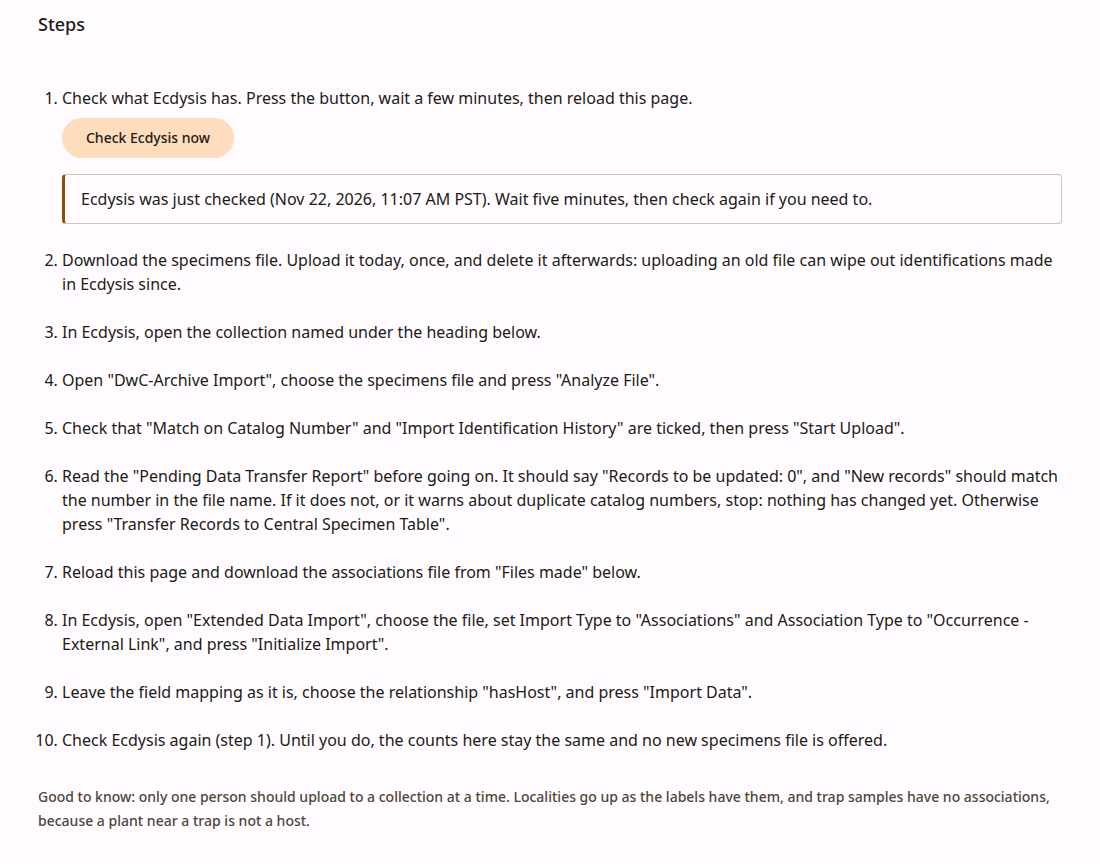 Steps
1. Check what Ecdysis has. Press the button, wait a few minutes, then reload this page.
Check Ecdysis now
Ecdysis was just checked (Nov 22, 2026, 11:07 AM PST). Wait five minutes, then check again if you need to.
2. Download the specimens file. Upload it today, once, and delete it afterwards: uploading an old file can wipe out identifications made
in Ecdysis since.
3. In Ecdysis, open the collection named under the heading below.
4. Open "DwC-Archive Import", choose the specimens file and press "Analyze File".
5. Check that "Match on Catalog Number" and "Import Identification History" are ticked, then press "Start Upload".
6. Read the "Pending Data Transfer Report" before going on. It should say "Records to be updated: 0", and "New records" should match
the number in the file name. If it does not, or it warns about duplicate catalog numbers, stop: nothing has changed yet. Otherwise
press "Transfer Records to Central Specimen Table".
7. Reload this page and download the associations file from "Files made" below.
8. In Ecdysis, open "Extended Data Import", choose the file, set Import Type to "Associations" and Association Type to "Occurrence -
External Link", and press "Initialize Import".
9. Leave the field mapping as it is, choose the relationship "hasHost", and press "Import Data".
10. Check Ecdysis again (step 1). Until you do, the counts here stay the same and no new specimens file is offered.
Good to know: only one person should upload to a collection at a time. Localities go up as the labels have them, and trap samples have no associations,
because a plant near a trap is not a host.